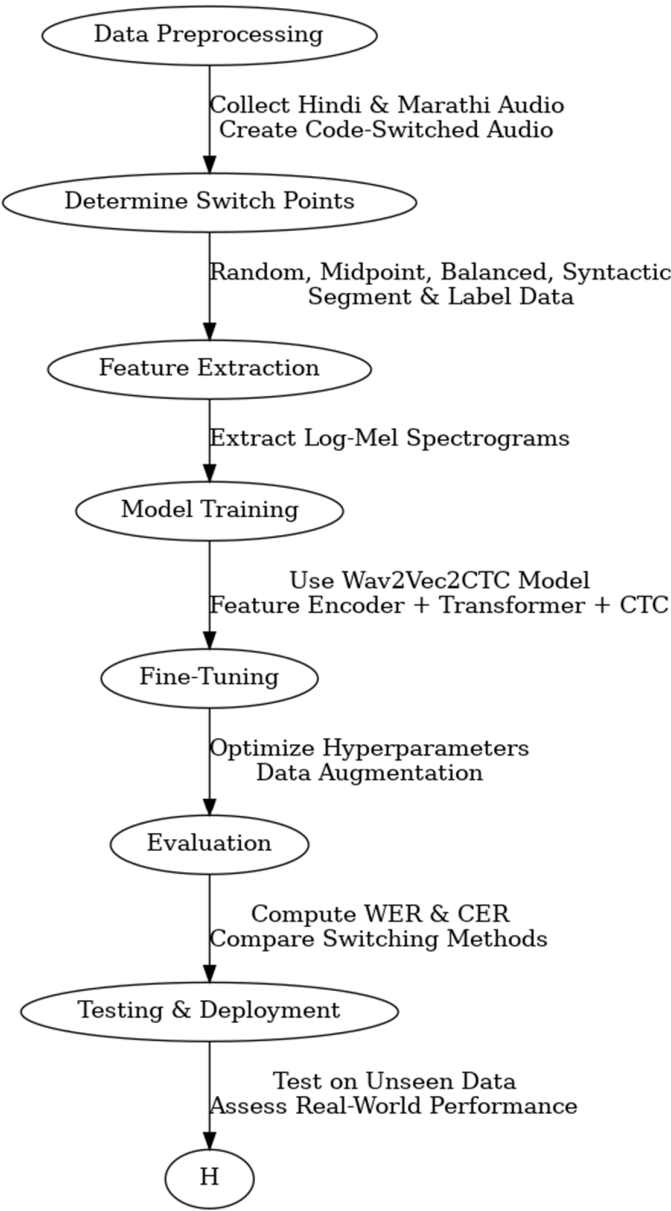 Data Preprocessing
Collect Hindi & Marathi Audio
Create Code-Switched Audio
Determine Switch Points
Random, Midpoint, Balanced, Syntactic
Segment & Label Data
Feature Extraction
Extract Log-Mel Spectrograms
Model Training
Use Wav2Vec2CTC Model
Feature Encoder + Transformer + CTC
Fine-Tuning
Optimize Hyperparameters
Data Augmentation
Evaluation
Compute WER & CER
Compare Switching Methods
Testing & Deployment
Test on Unseen Data
Assess Real-World Performance
H